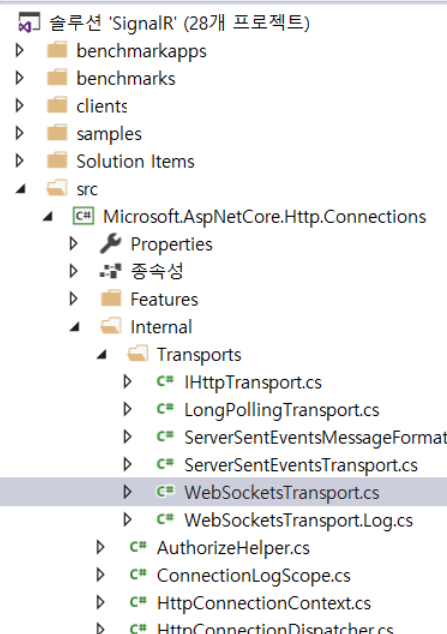 솔루션 'SignalR' (28개 프로젝트)
benchmarkapps
benchmarks
clients
samples
Solution Items
src
C# Microsoft.AspNetCore.Http.Connections
Properties
종속성
Features
Internal
Transports
C# IHttpTransport.cs
C# LongPollingTransport.cs
C# ServerSentEventsMessageFormat
C# ServerSentEventsTransport.cs
C# WebSocketsTransport.cs
C# WebSocketsTransport.Log.cs
C# AuthorizeHelper.cs
C# ConnectionLogScope.cs
C# HttpConnectionContext.cs
C# HttpConnectionDispatcher.cs